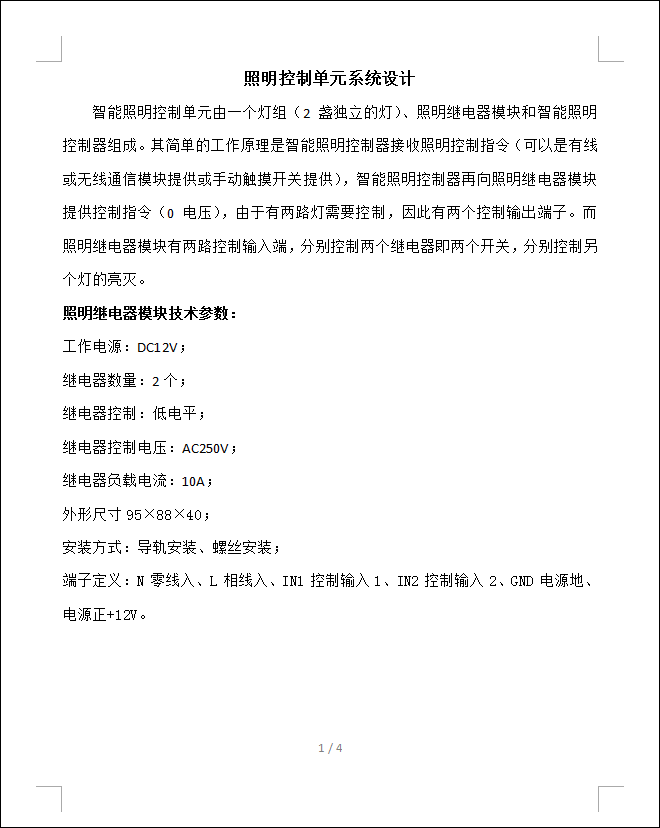 照明控制单元系统设计
智能照明控制单元由一个灯组（2 盏独立的灯）、照明继电器模块和智能照明
控制器组成。其简单的工作原理是智能照明控制器接收照明控制指令（可以是有线
或无线通信模块提供或手动触摸开关提供），智能照明控制器再向照明继电器模块
提供控制指令（0 电压），由于有两路灯需要控制，因此有两个控制输出端子。而
照明继电器模块有两路控制输入端，分别控制两个继电器即两个开关，分别控制另
个灯的亮灭。
照明继电器模块技术参数：
工作电源：DC12V；
继电器数量：2 个；
继电器控制：低电平；
继电器控制电压：AC250V；
继电器负载电流：10A；
外形尺寸 95×88×40；
安装方式：导轨安装、螺丝安装；
端子定义：N 零线入、L 相线入、IN1 控制输入 1、IN2 控制输入 2、GND 电源地、
电源正+12V。
1 / 4